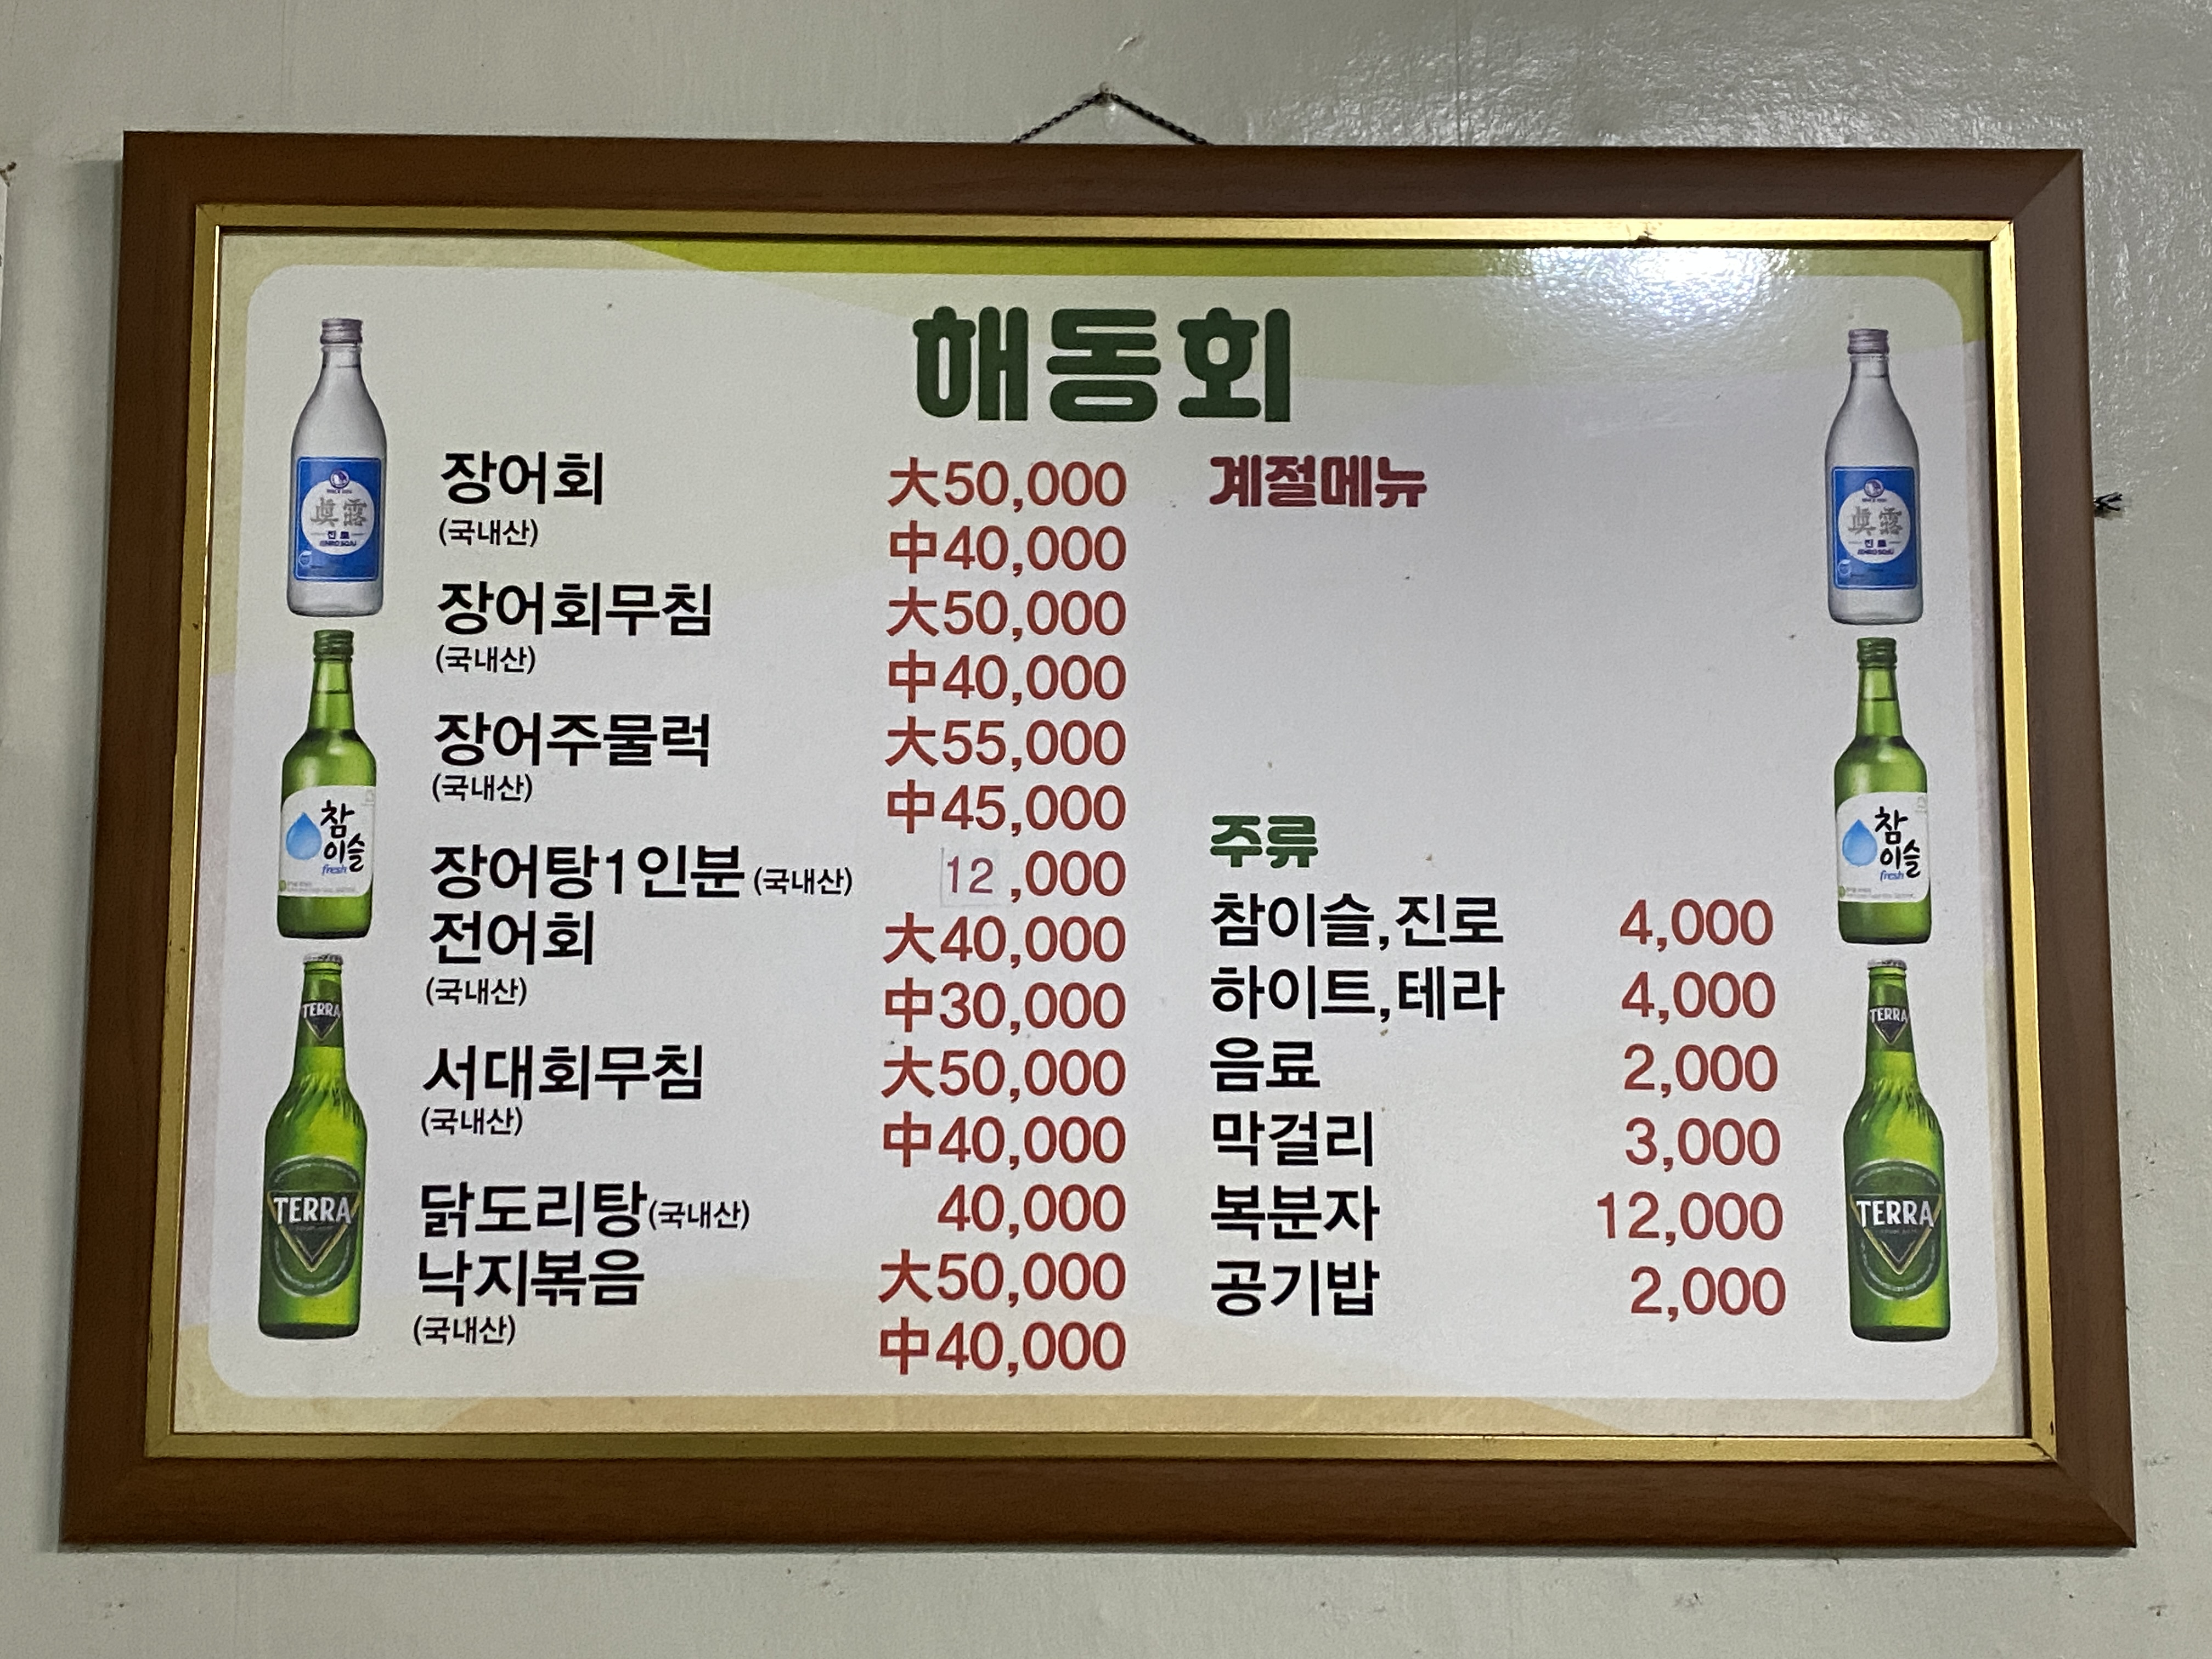 해동회
장어회 大50,000
(국내산) 中40,000
장어회무침 大50,000
(국내산) 中40,000
장어주물럭 大55,000
(국내산) 中45,000
장어탕1인분(국내산) 12,000
전어회 大40,000
(국내산) 中30,000
서대회무침 大50,000
(국내산) 中40,000
닭도리탕(국내산) 40,000
낙지볶음 大50,000
(국내산) 中40,000
계절메뉴
주류
참이슬,진로 4,000
하이트,테라 4,000
음료 2,000
막걸리 3,000
복분자 12,000
공기밥 2,000
眞露
진로
JINRO SOJU
참
이슬
fresh
TERRA
TERRA
眞露
진로
JINRO SOJU
참
이슬
fresh
TERRA
TERRA